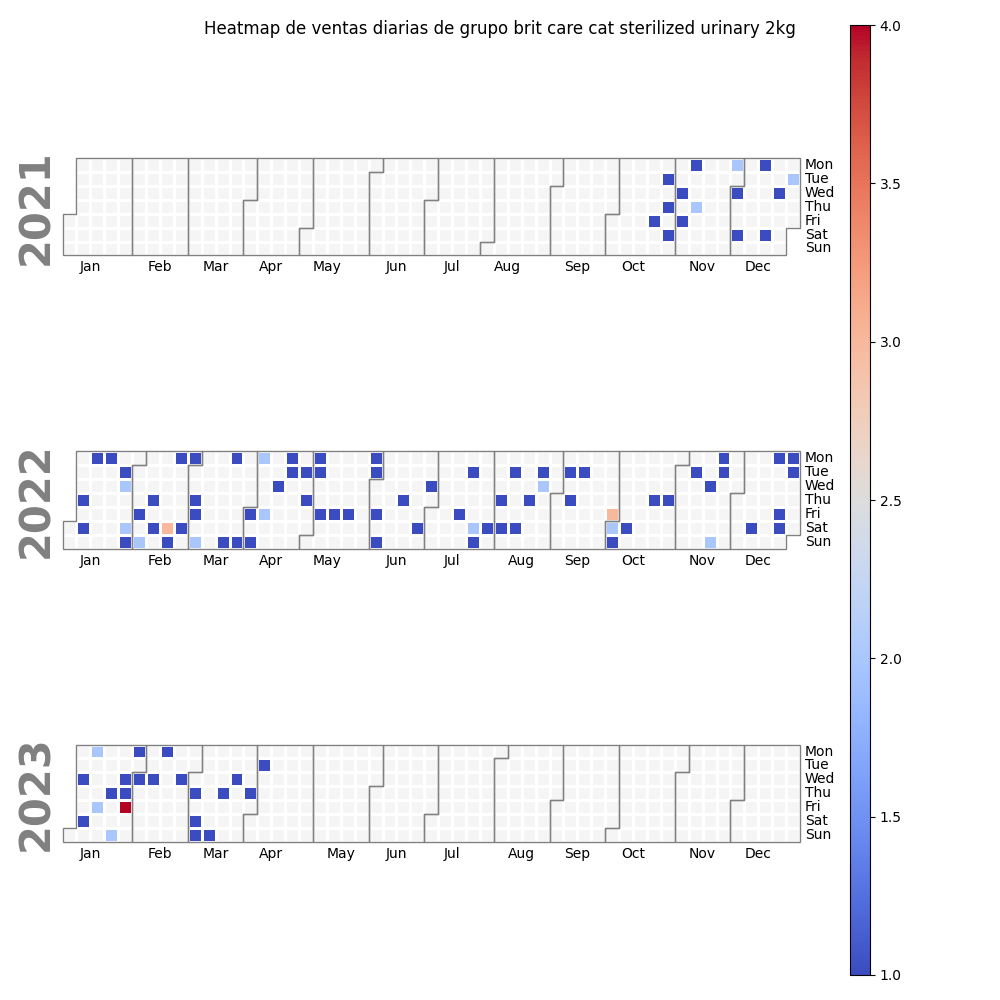 Heatmap de ventas diarias de grupo brit care cat sterilized urinary 2kg
2021
Mon
Tue
Wed
Thu
Fri
Sat
Sun
Jan Feb Mar Apr May Jun Jul Aug Sep Oct Nov Dec
2022
Mon
Tue
Wed
Thu
Fri
Sat
Sun
Jan Feb Mar Apr May Jun Jul Aug Sep Oct Nov Dec
2023
Mon
Tue
Wed
Thu
Fri
Sat
Sun
Jan Feb Mar Apr May Jun Jul Aug Sep Oct Nov Dec
4.0
3.5
3.0
2.5
2.0
1.5
1.0